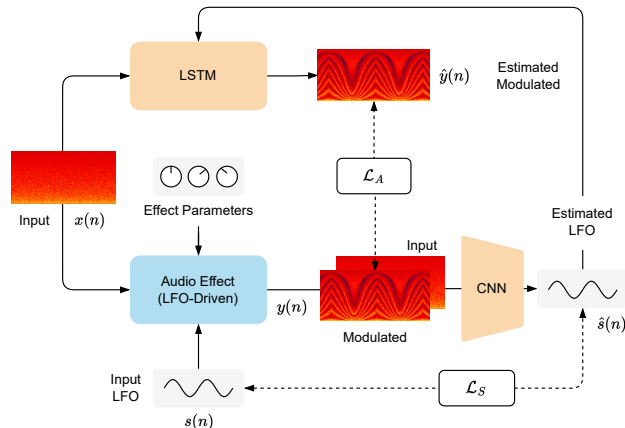 LSTM
ŷ(n)
Estimated
Modulated
Input
x(n)
Effect Parameters
ℒ_A
Estimated
LFO
Audio Effect
(LFO-Driven)
y(n)
Input
Modulated
CNN
ŝ(n)
Input
LFO
s(n)
ℒ_S